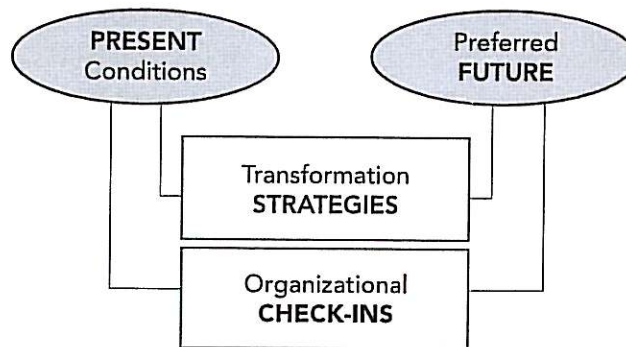 PRESENT
Conditions
Preferred
FUTURE
Transformation
STRATEGIES
Organizational
CHECK-INS